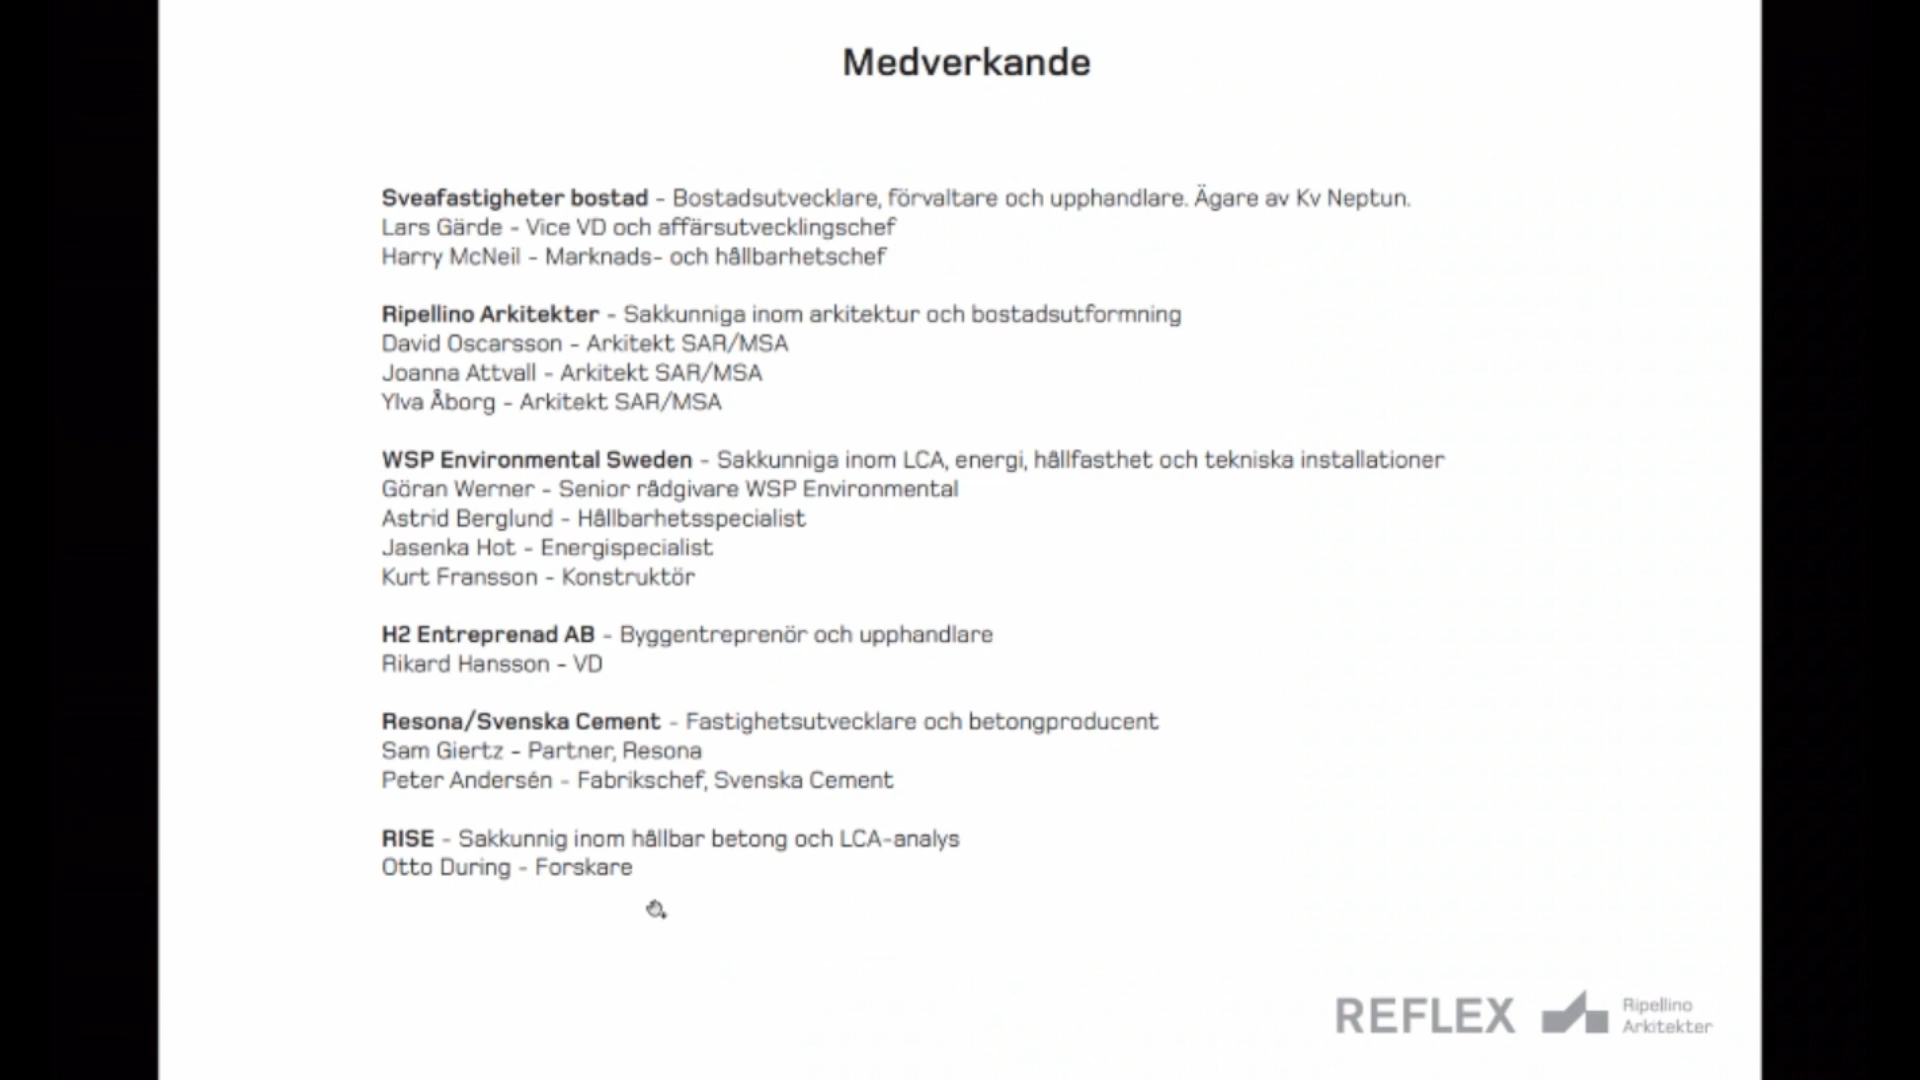 Medverkande
Sveafastigheter bostad - Bostadsutvecklare, förvaltare och upphandlare. Ägare av Kv Neptun.
Lars Gärde - Vice VD och affärsutvecklingschef
Harry McNeil - Marknads- och hållbarhetschef
Ripellino Arkitekter - Sakkunniga inom arkitektur och bostadsutformning
David Oscarsson - Arkitekt SAR/MSA
Joanna Attvall - Arkitekt SAR/MSA
Ylva Åborg - Arkitekt SAR/MSA
WSP Environmental Sweden - Sakkunniga inom LCA, energi, hållfasthet och tekniska installationer
Göran Werner - Senior rådgivare WSP Environmental
Astrid Berglund - Hållbarhetsspecialist
Jasenka Hot - Energispecialist
Kurt Fransson - Konstruktör
H2 Entreprenad AB - Byggentreprenör och upphandlare
Rikard Hansson - VD
Resona/Svenska Cement - Fastighetsutvecklare och betongproducent
Sam Giertz - Partner, Resona
Peter Andersén - Fabrikschef, Svenska Cement
RISE - Sakkunnig inom hållbar betong och LCA-analys
Otto During - Forskare
REFLEX
Ripellino
Arkitekter